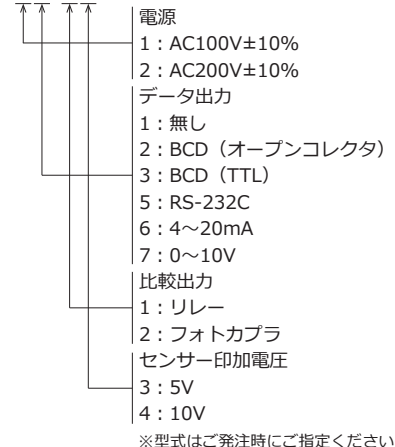 電源
1：AC100V±10%
2：AC200V±10%
データ出力
1：無し
2：BCD（オープンコレクタ）
3：BCD（TTL）
5：RS-232C
6：4～20mA
7：0～10V
比較出力
1：リレー
2：フォトカプラ
センサー印加電圧
3：5V
4：10V
※型式はご発注時にご指定ください